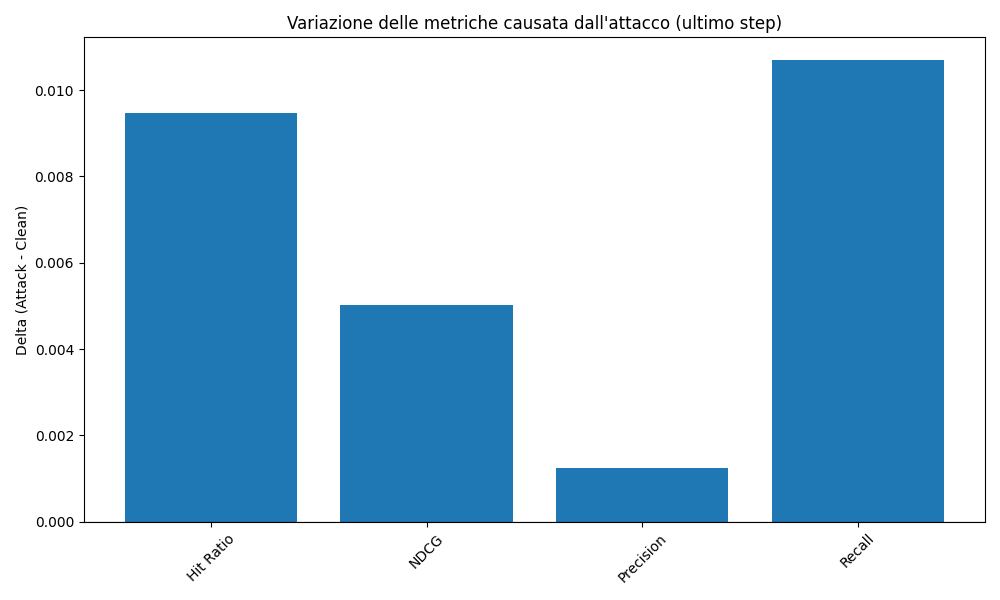 Variazione delle metriche causata dall'attacco (ultimo step)
Delta (Attack - Clean)
0.010
0.008
0.006
0.004
0.002
0.000
Hit Ratio
NDCG
Precision
Recall